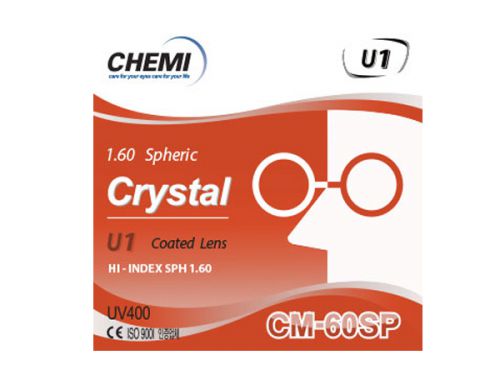 CHEMI
care for your eyes care for your life
U1
1.60 Spheric
Crystal
U1 Coated Lens
HI - INDEX SPH 1.60
UV400
CE ISO 9001
CM-60SP